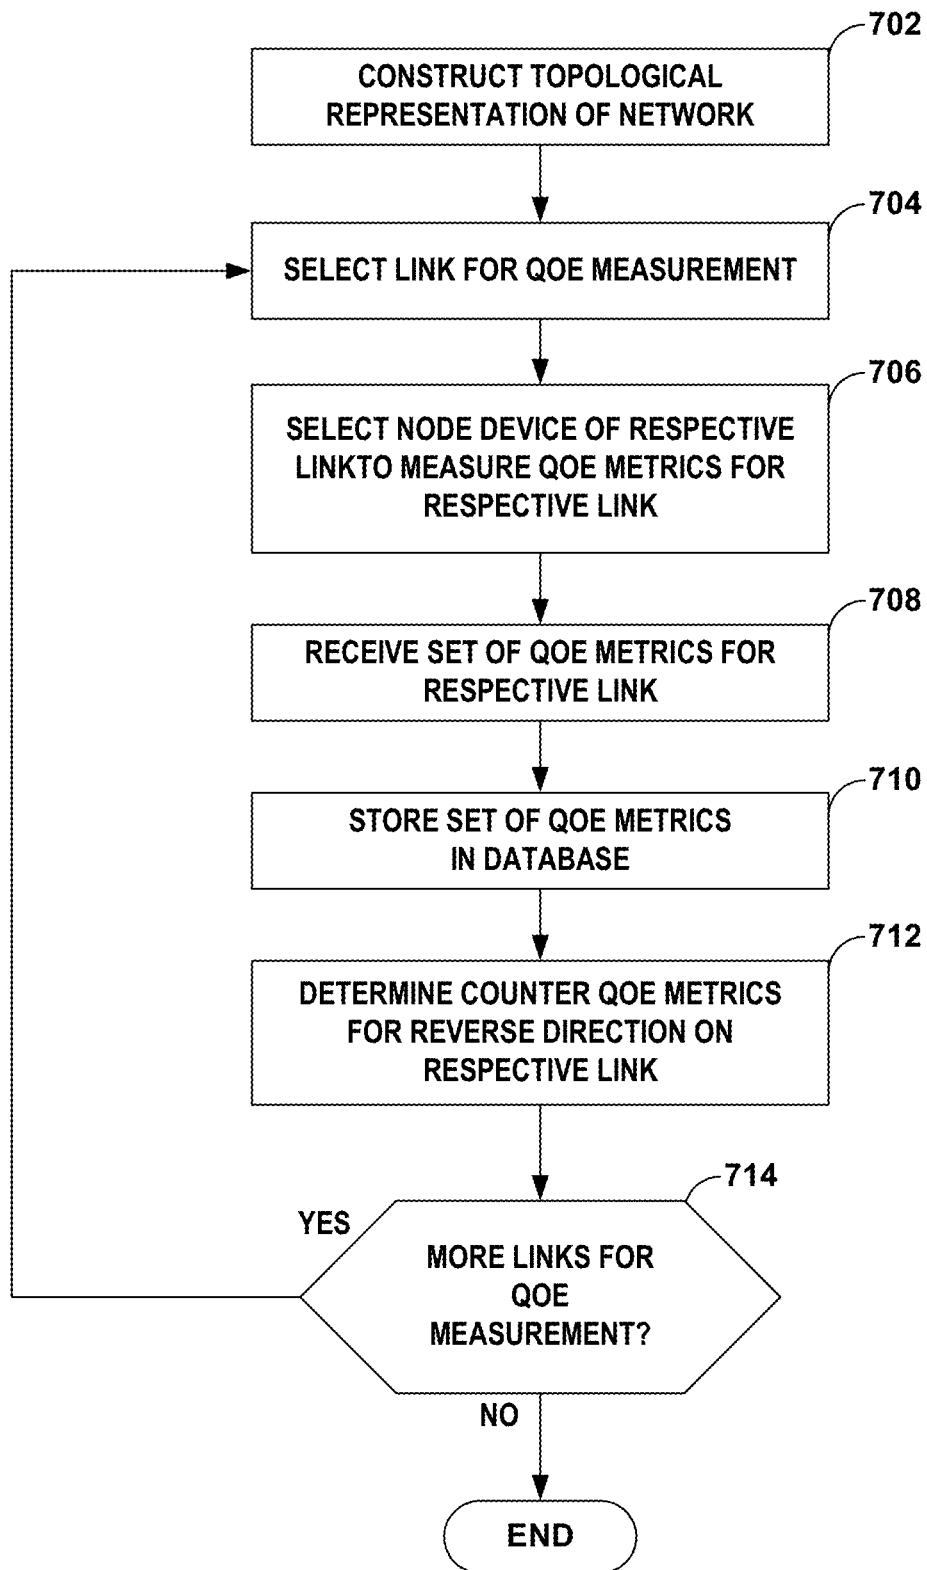 702
CONSTRUCT TOPOLOGICAL
REPRESENTATION OF NETWORK
704
SELECT LINK FOR QOE MEASUREMENT
706
SELECT NODE DEVICE OF RESPECTIVE
LINKTO MEASURE QOE METRICS FOR
RESPECTIVE LINK
708
RECEIVE SET OF QOE METRICS FOR
RESPECTIVE LINK
710
STORE SET OF QOE METRICS
IN DATABASE
712
DETERMINE COUNTER QOE METRICS
FOR REVERSE DIRECTION ON
RESPECTIVE LINK
714
YES
MORE LINKS FOR
QOE
MEASUREMENT?
NO
END